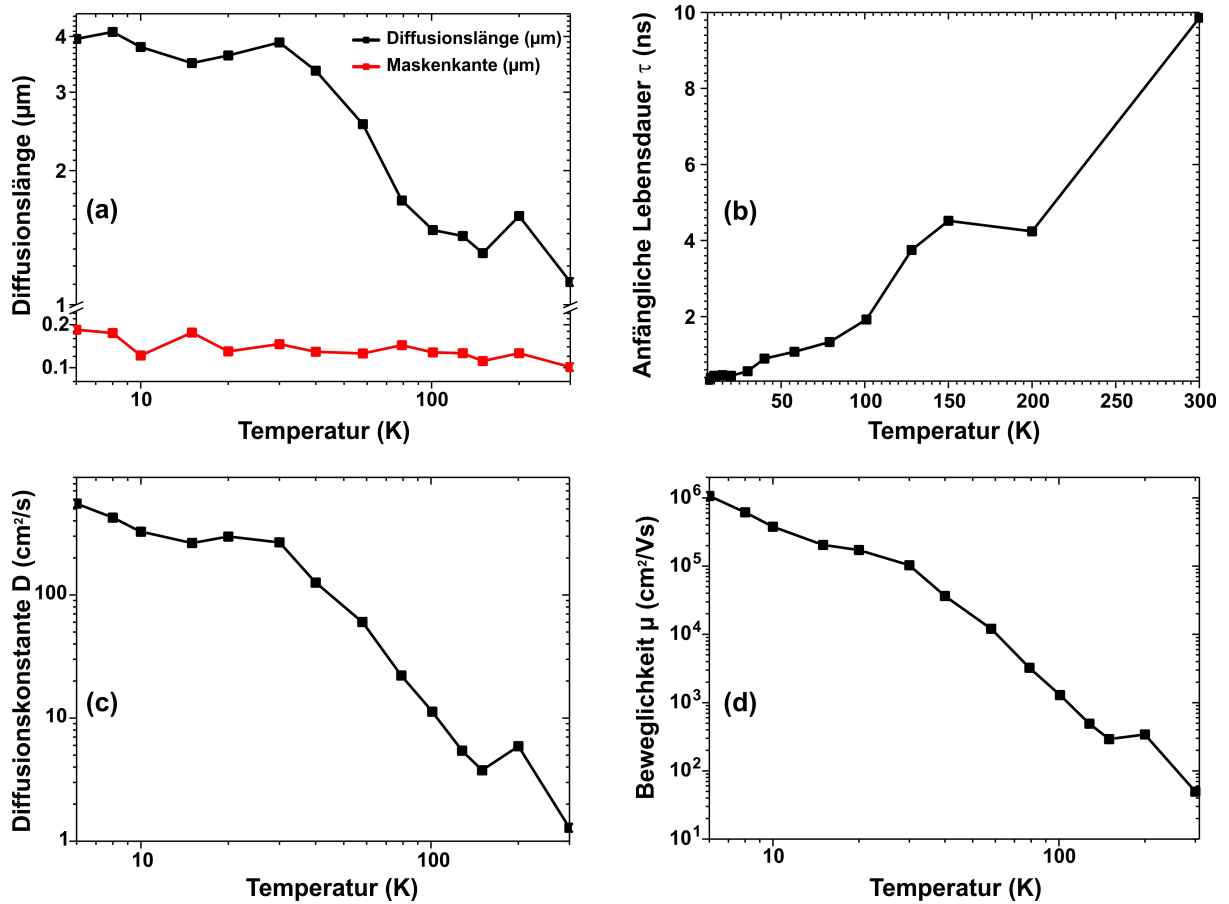 4
3
2
1
0.2
0.1
Diffusionslänge (µm)
Diffusionslänge (µm)
Maskenkante (µm)
(a)
10
100
Temperatur (K)
10
8
6
4
2
Anfängliche Lebensdauer τ (ns)
(b)
50
100
150
200
250
300
Temperatur (K)
100
10
1
Diffusionskonstante D (cm²/s)
(c)
10
100
Temperatur (K)
10⁶
10⁵
10⁴
10³
10²
10¹
Beweglichkeit µ (cm²/Vs)
(d)
10
100
Temperatur (K)